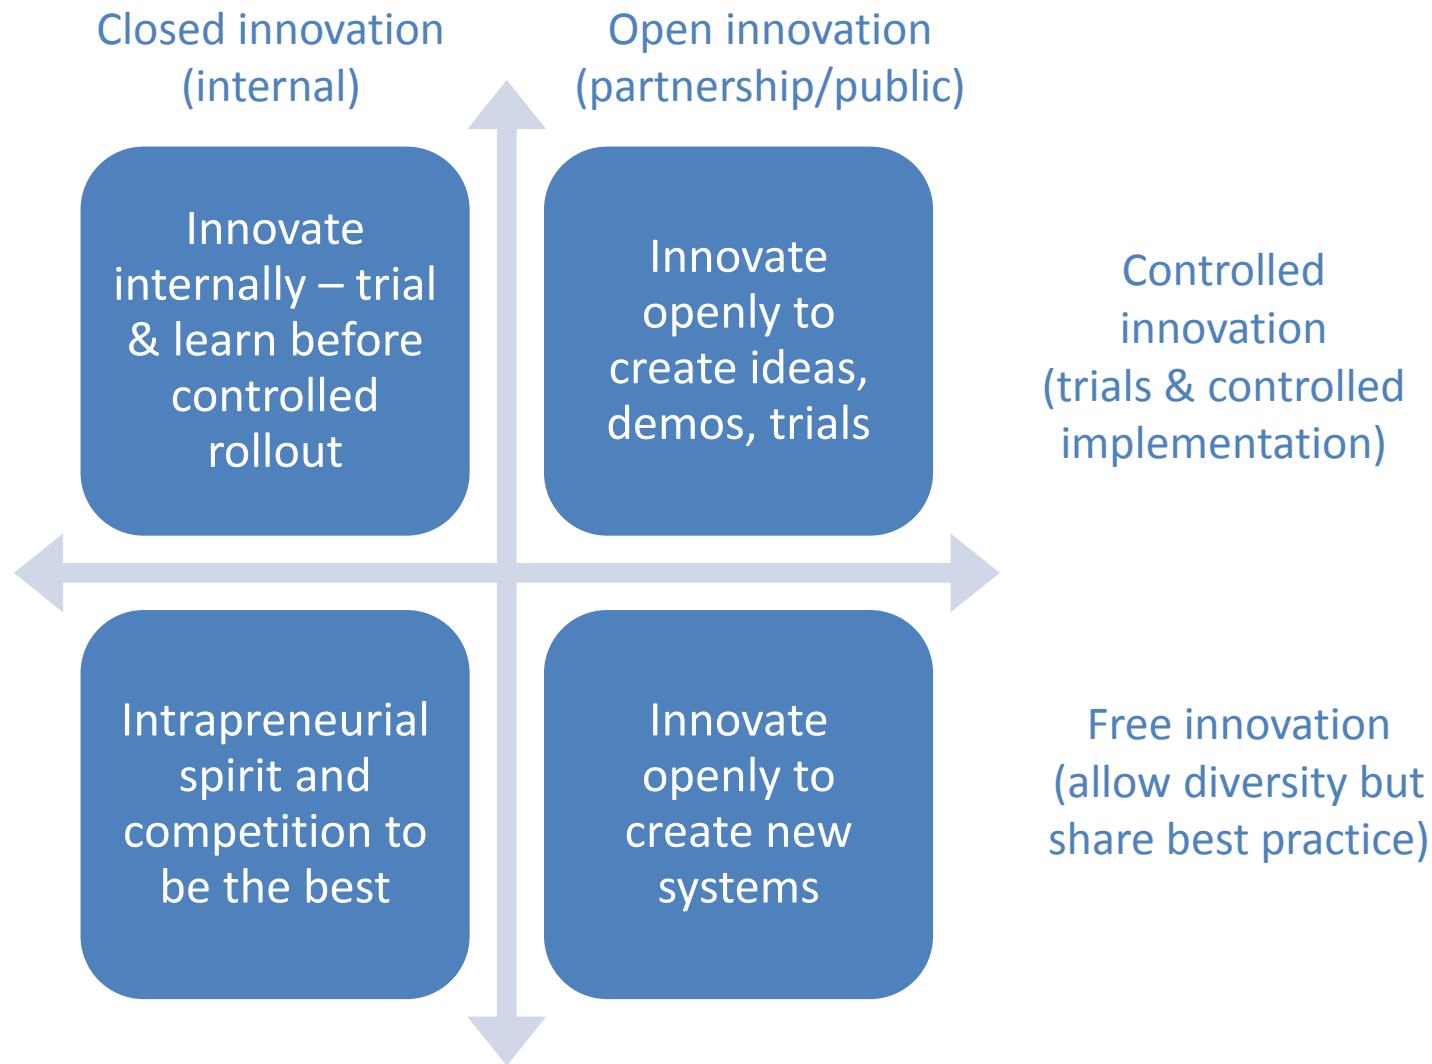 Closed innovation
(internal)
Open innovation
(partnership/public)
Innovate
internally – trial
& learn before
controlled
rollout
Innovate
openly to
create ideas,
demos, trials
Controlled
innovation
(trials & controlled
implementation)
Intrapreneurial
spirit and
competition to
be the best
Innovate
openly to
create new
systems
Free innovation
(allow diversity but
share best practice)